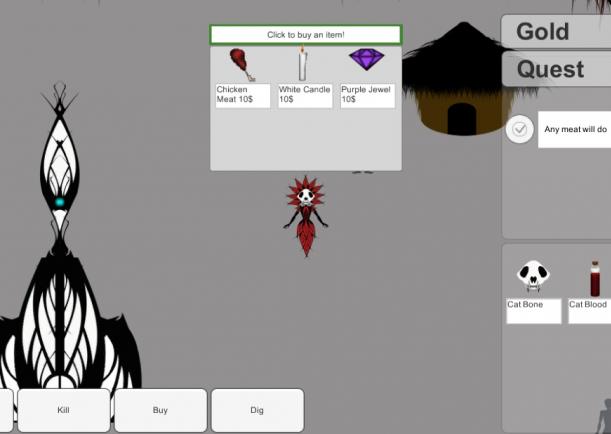 Click to buy an item!
Chicken
Meat 10$
White Candle
10$
Purple Jewel
10$
Gold
Quest
Any meat will do
Cat Bone
Cat Blood
Kill
Buy
Dig